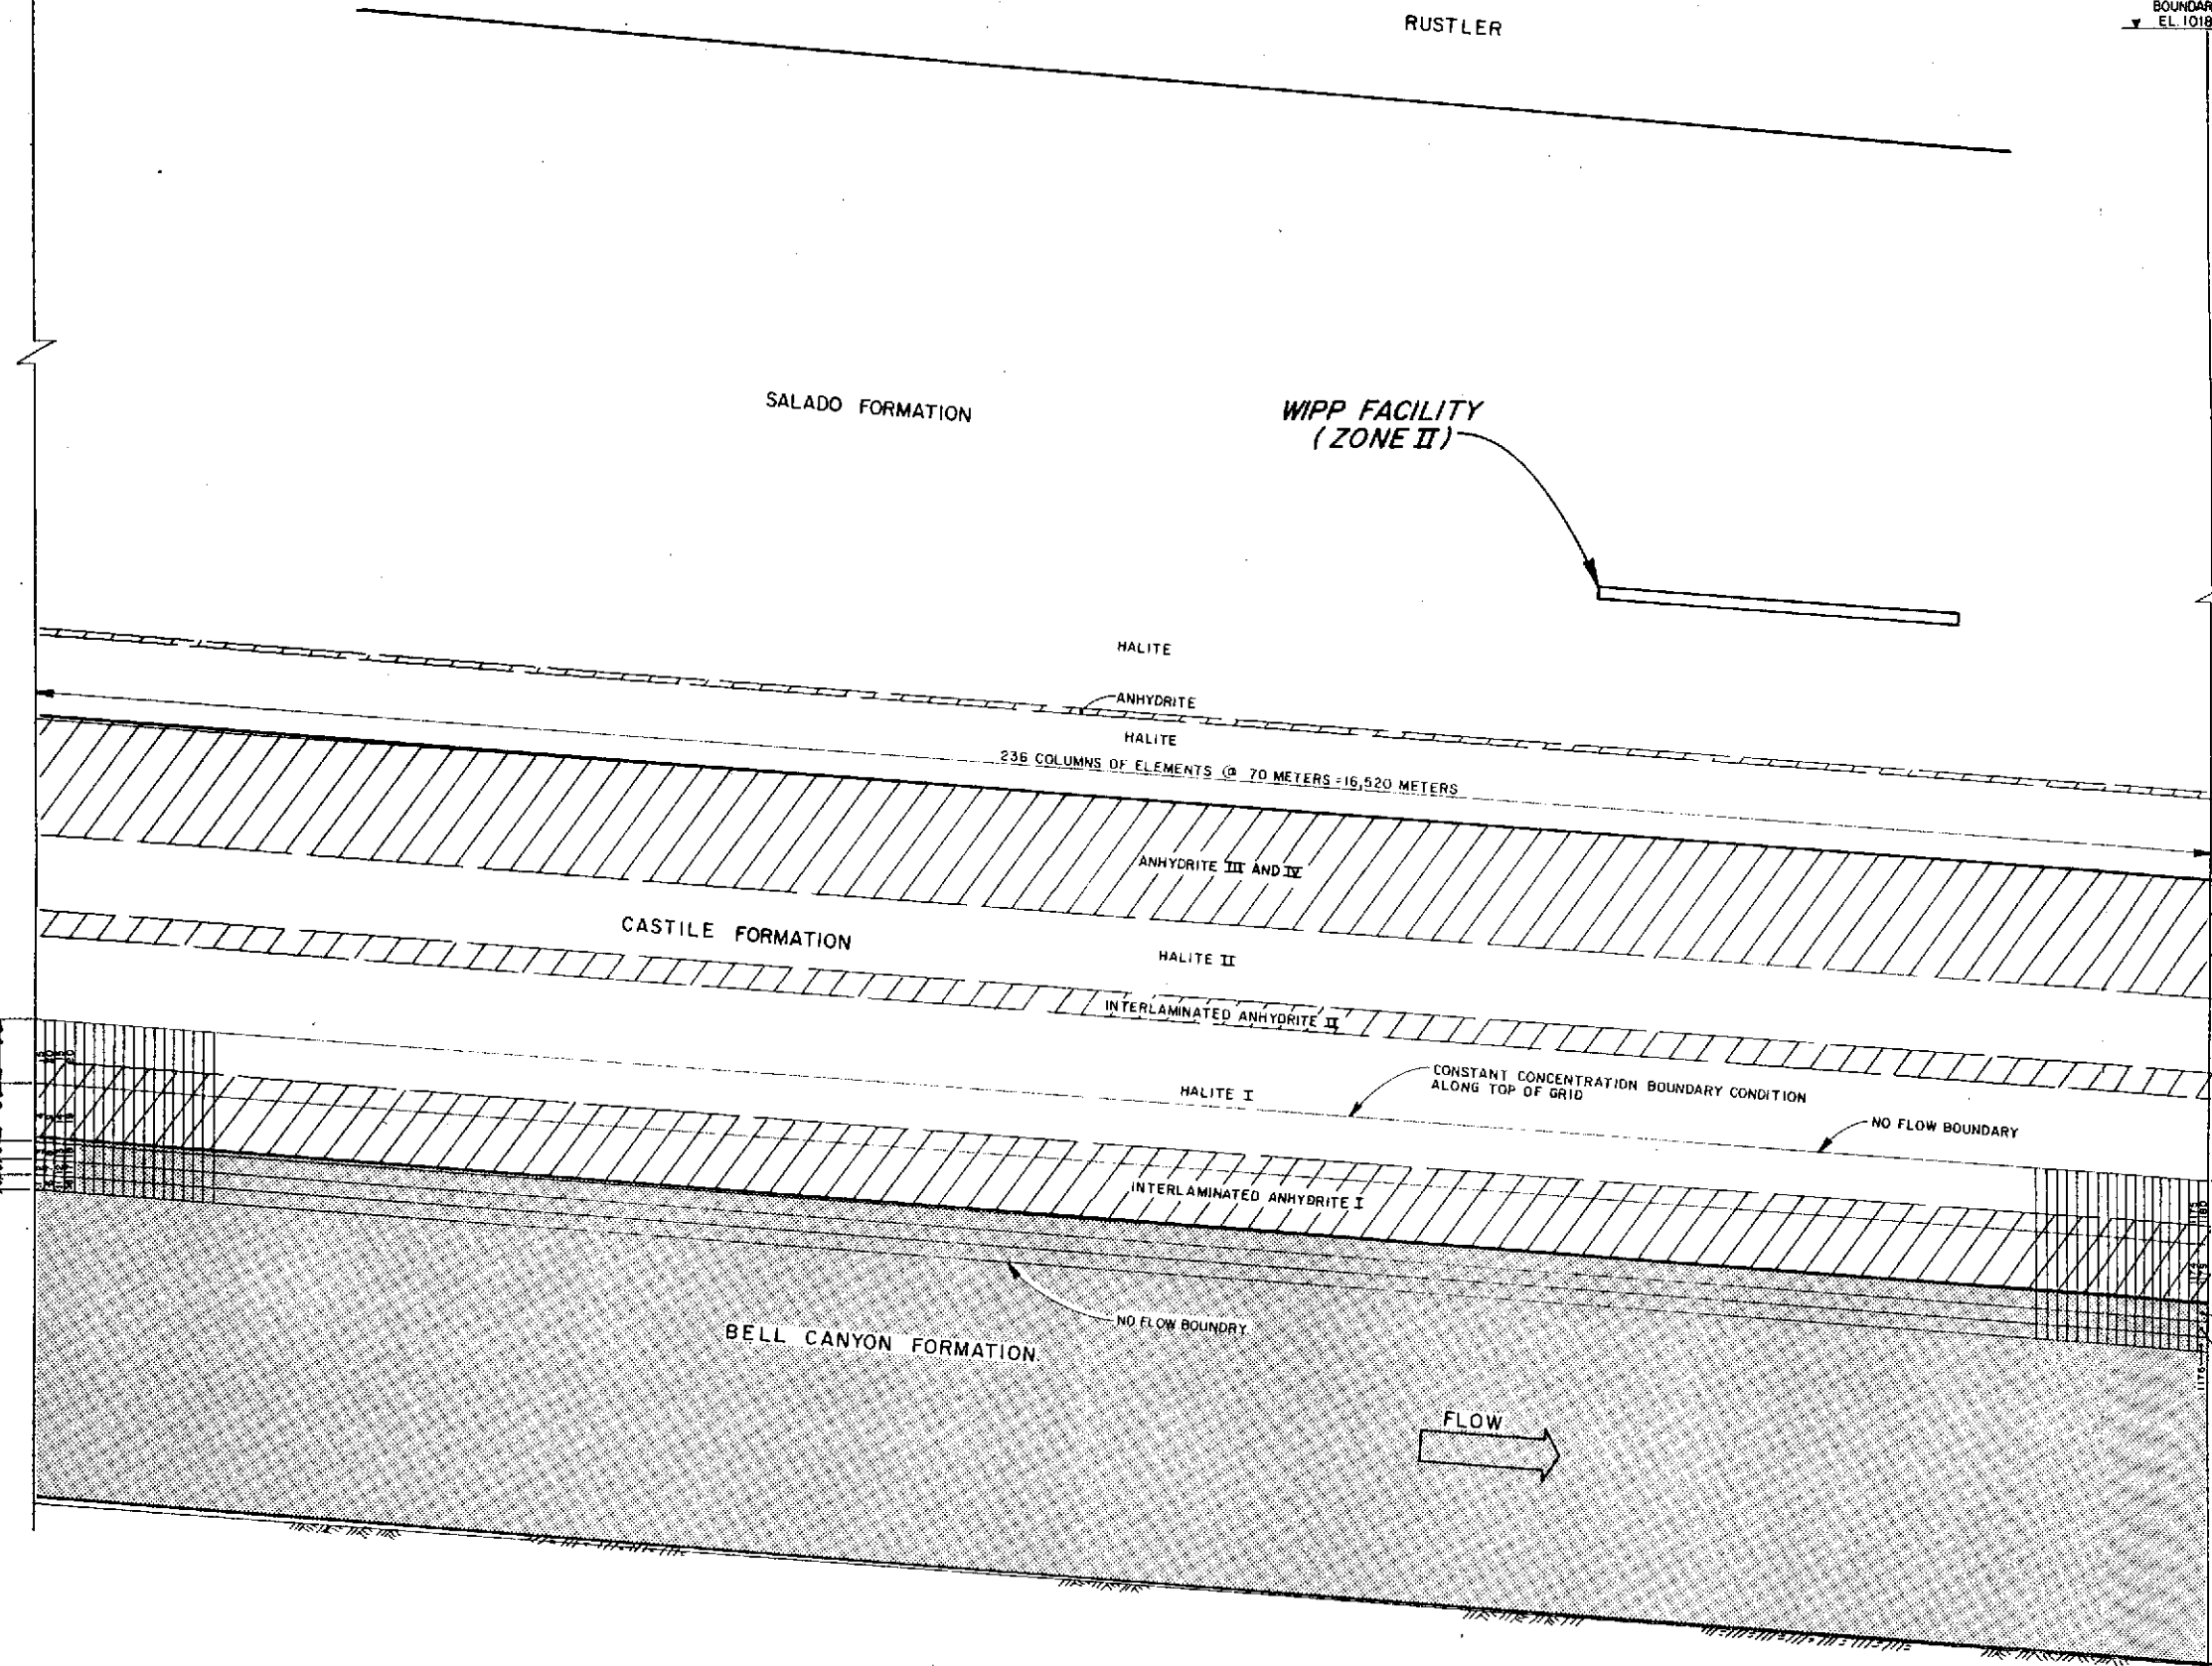 RUSTLER
EL. 1018
SALADO FORMATION
WIPP FACILITY
(ZONE II)
HALITE
ANHYDRITE
HALITE
236 COLUMNS OF ELEMENTS @ 70 METERS =16,520 METERS
ANHYDRITE III AND IV
CASTILE FORMATION
HALITE II
INTERLAMINATED ANHYDRITE II
CONSTANT CONCENTRATION BOUNDARY CONDITION
ALONG TOP OF GRID
HALITE I
NO FLOW BOUNDARY
INTERLAMINATED ANHYDRITE I
NO FLOW BOUNDRY
BELL CANYON FORMATION
FLOW